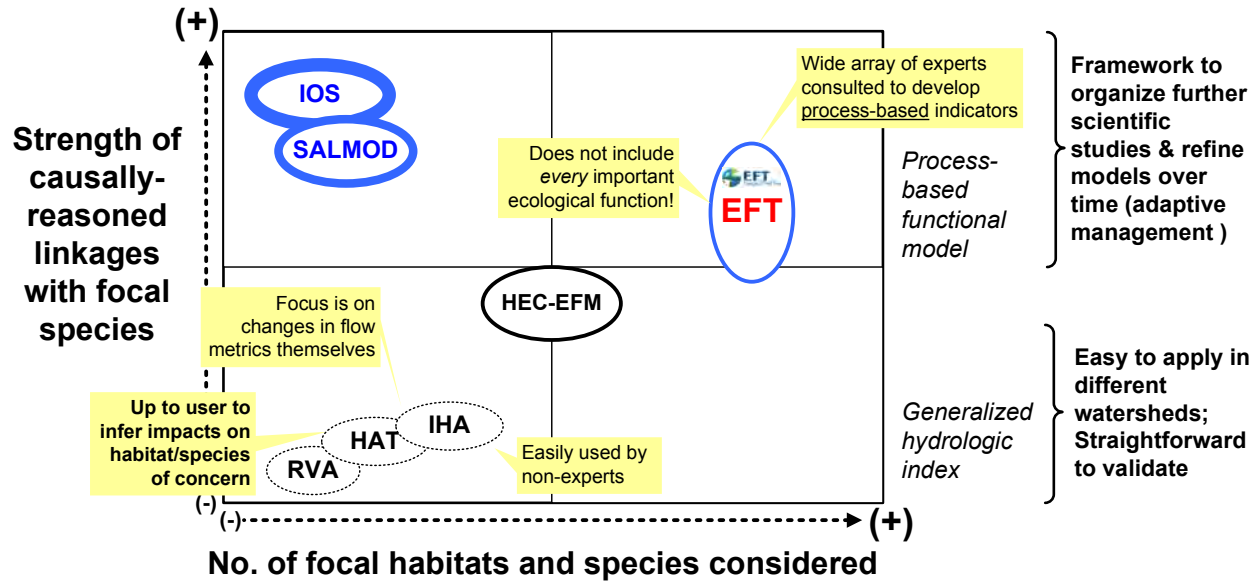 (+)
Strength of
causally-
reasoned
linkages
with focal
species
(-)
IOS
SALMOD
Wide array of experts
consulted to develop
process-based indicators
Does not include
every important
ecological function!
EFT
EFT
Process-
based
functional
model
Framework to
organize further
scientific
studies & refine
models over
time (adaptive
management )
HEC-EFM
Focus is on
changes in flow
metrics themselves
Up to user to
infer impacts on
habitat/species
of concern
RVA
HAT
IHA
Easily used by
non-experts
Generalized
hydrologic
index
Easy to apply in
different
watersheds;
Straightforward
to validate
(-)
(+)
No. of focal habitats and species considered